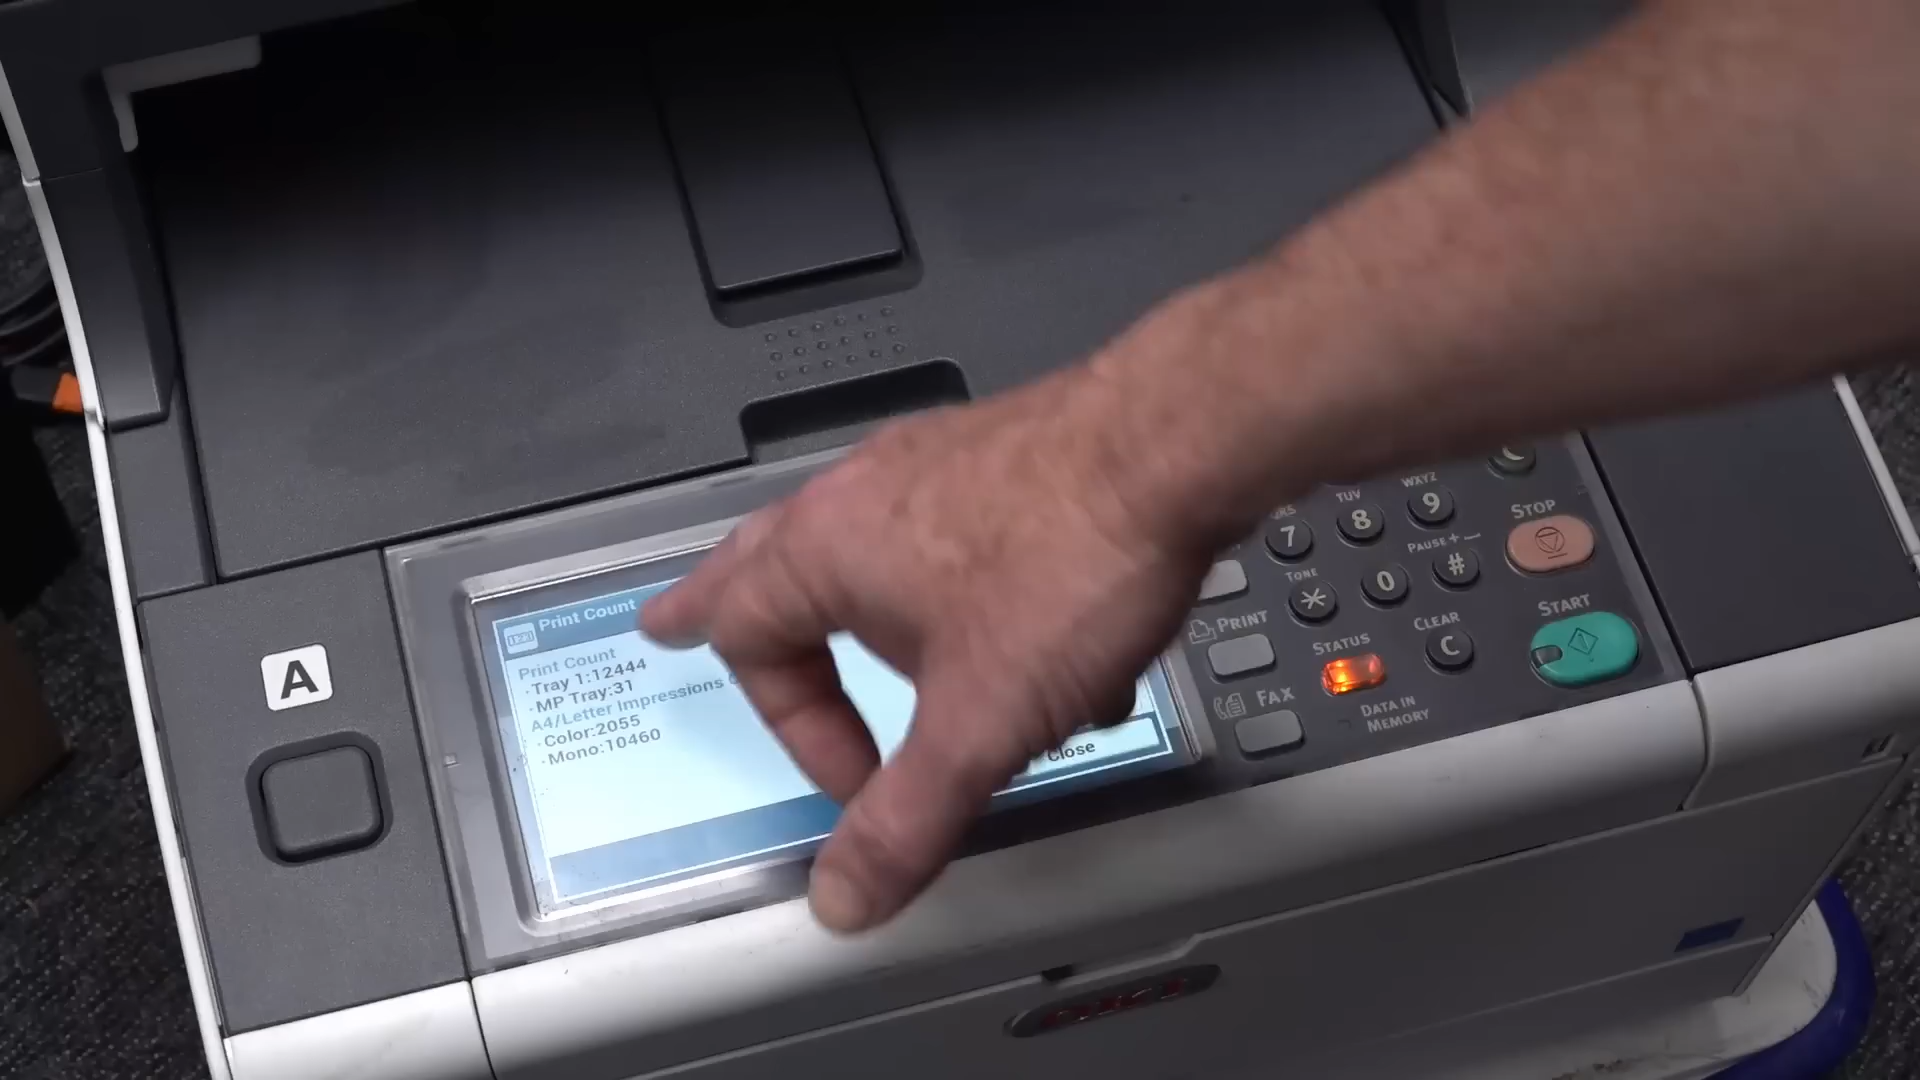 Print Count
Print Count
·Tray 1:12444
·MP Tray:31
A4/Letter Impressions
·Color:2055
·Mono:10460
Close
A
TUV
8
WXYZ
9
7
STOP
PAUSE+
#
TONE
*
0
START
CLEAR
C
PRINT
STATUS
FAX
DATA IN
MEMORY
OKI